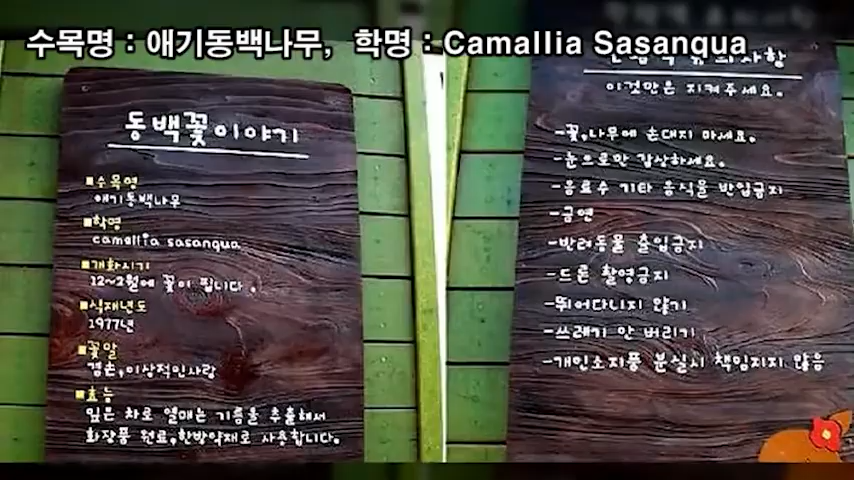 수목명 : 애기동백나무, 학명 : Camallia Sasanqua
동백꽃이야기
■수목명
애기동백나무
■학명
camallia sasanqua
■개화시기
12~2월에 꽃이 핍니다.
■식재년도
1977년
■꽃말
겸손,이상적인사랑
■효능
잎은 차로 열매는 기름을 추출해서
화장품 원료,한방약재로 사용합니다.
이것만은 지켜주세요.
-꽃,나무에 손대지 마세요.
-눈으로만 감상하세요.
-음료수 기타 음식물 반입금지
-금연
-반려동물 출입금지
-드론 촬영금지
-뛰어다니지 않기
-쓰레기 안 버리기
-개인소지품 분실시 책임지지 않음